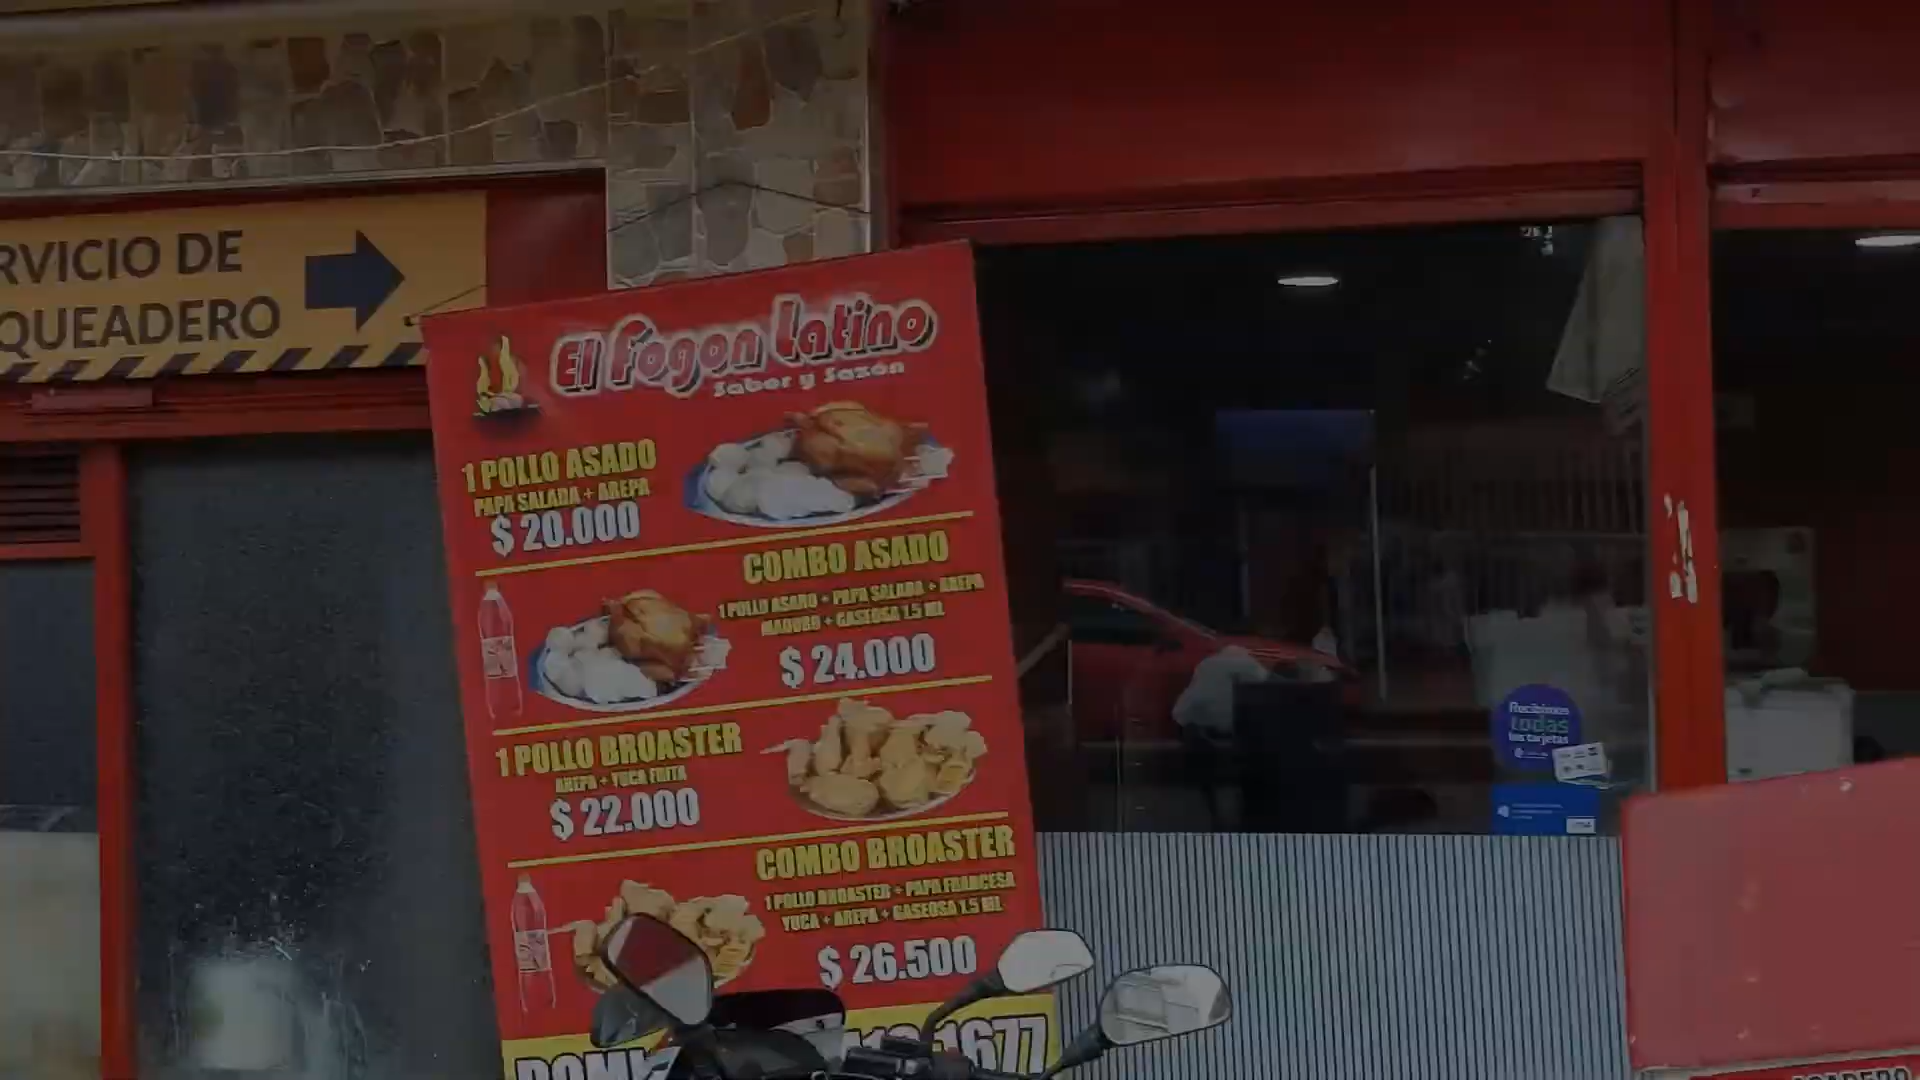 RVICIO DE
QUEADERO
El Fogon Latino
Sabor y Sazón
1 POLLO ASADO
PAPA SALADA + AREPA
$ 20.000
COMBO ASADO
1 POLLO ASADO + PAPA SALADA + AREPA
MADURO + GASEOSA 1.5 ML
$ 24.000
1 POLLO BROASTER
AREPA + YUCA FRITA
$ 22.000
COMBO BROASTER
1 POLLO BROASTER + PAPA FRANCESA
YUCA + AREPA + GASEOSA 1.5 ML
$ 26.500
1677
Recibimos
todas
las tarjetas